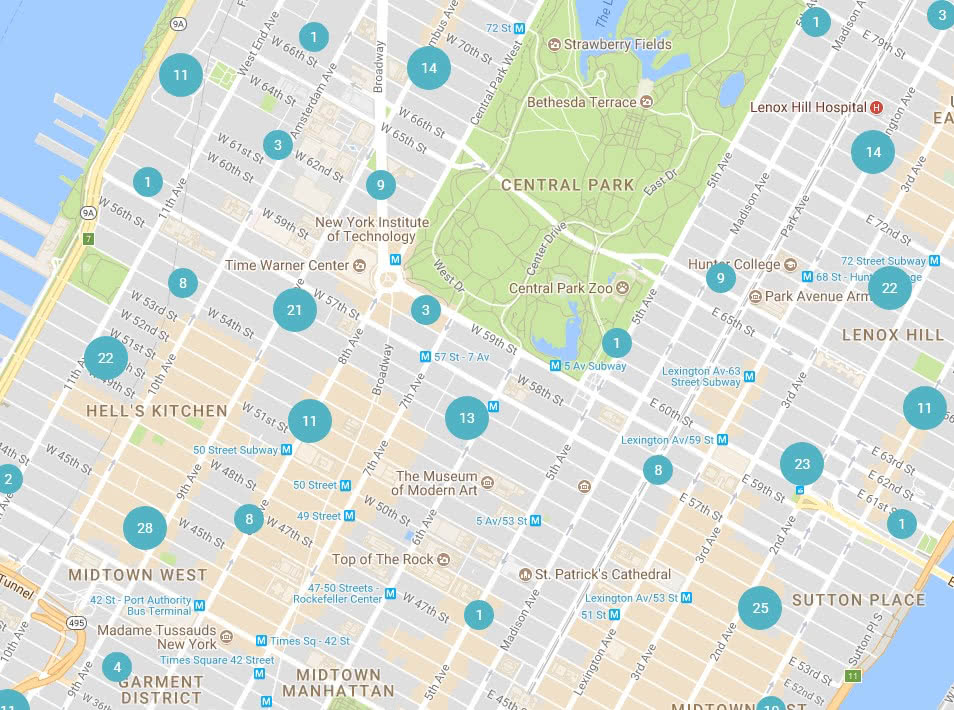 9A
1
72 St M
The L
1
3
West End Ave
W 66th St
11
14
W 70th St
Central Park West
Strawberry Fields
Madison Ave
E 79th St
W 64th St
Broadway
Bethesda Terrace
Lenox Hill Hospital H
Amsterdam Ave
W 66th St
W 65th St
3
W 61st St
W 62nd St
14
1
W 60th St
9
CENTRAL PARK
East Dr
5th Ave
3rd Ave
11th Ave
9A
W 56th St
W 59th St
New York Institute
of Technology
Madison Ave
Park Ave
E 72nd St
7
M
Center Drive
Time Warner Center
West Dr
Hunter College
72 Street Subway M
8
Central Park Zoo
9
M
22
W 53rd St
21
W 57th St
3
5th Ave
Park Avenue Arm
W 52nd St
W 54th St
W 59th St
E 65th St
W 51st St
8th Ave
1
LENOX HILL
22
M 57 St - 7 Av
M 5 Av Subway
Lexington Av-63
Street Subway M
10th Ave
Broadway
7th Ave
W 58th St
3rd Ave
HELL'S KITCHEN
W 51st St
11
13
M
E 60th St
11
50 Street Subway M
Lexington Av/59 St M
W 45th St
2
W 48th St
7th Ave
5th Ave
8
23
E 63rd St
9th Ave
50 Street M
The Museum
of Modern Art
E 59th St
E 62nd St
E 61st St
28
8
49 Street M
W 50th St
E 57th St
1
W 45th St
W 47th St
6th Ave
5 Av/53 St M
3rd Ave
2nd Ave
Top of The Rock
MIDTOWN WEST
St. Patrick's Cathedral
Tunnel
42 St - Port Authority
Bus Terminal M
47-50 Streets -
Rockefeller Center M
Lexington Av/53 St M
51 St M
25
SUTTON PLACE
495
W 47th St
1
Madison Ave
10th Ave
Madame Tussauds
New York
M Times Sq - 42 St
2nd Ave
Sutton Pl S
Times Square 42 Street
M
4
GARMENT
DISTRICT
9th Ave
MIDTOWN
MANHATTAN
M
5th Ave
Lexington Ave
3rd Ave
E 53rd St
E 52nd St
11
W 36th
E 45th St